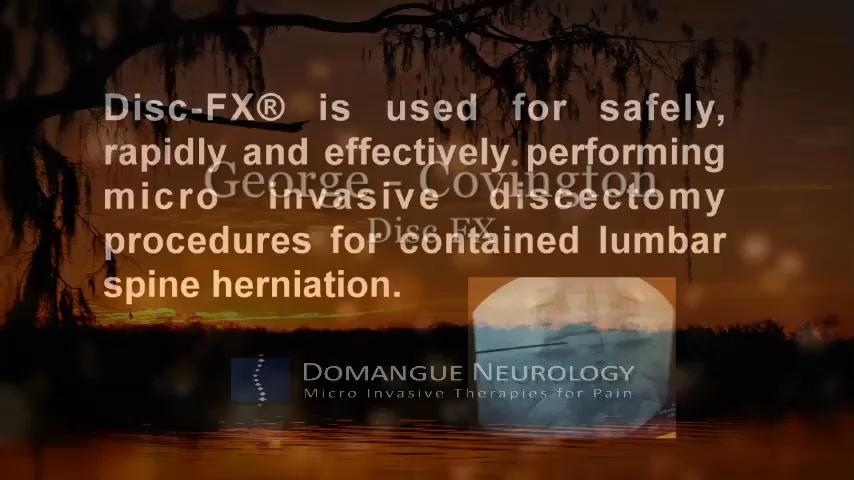 Disc-FX® is used for safely,
rapidly and effectively performing
George - Covington
micro invasive discectomy
Disc FX
procedures for contained lumbar
spine herniation.
DOMANGUE NEUROLOGY
Micro Invasive Therapies for Pain